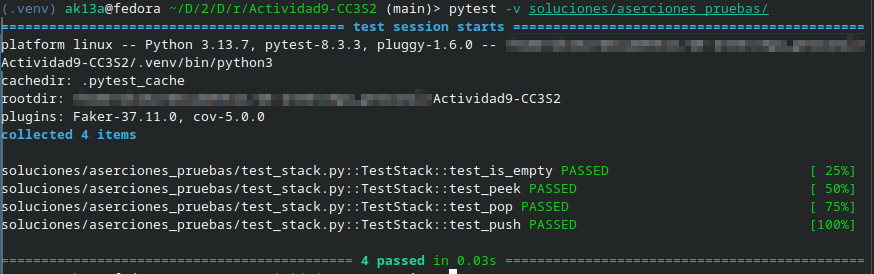 (.venv) ak13a@fedora ~/D/2/D/r/Actividad9-CC3S2 (main)> pytest -v soluciones/aserciones_pruebas/
============================================ test session starts =============================================
platform linux -- Python 3.13.7, pytest-8.3.3, pluggy-1.6.0 --
Actividad9-CC3S2/.venv/bin/python3
cachedir: .pytest_cache
rootdir: Actividad9-CC3S2
plugins: Faker-37.11.0, cov-5.0.0
collected 4 items
soluciones/aserciones_pruebas/test_stack.py::TestStack::test_is_empty PASSED [ 25%]
soluciones/aserciones_pruebas/test_stack.py::TestStack::test_peek PASSED [ 50%]
soluciones/aserciones_pruebas/test_stack.py::TestStack::test_pop PASSED [ 75%]
soluciones/aserciones_pruebas/test_stack.py::TestStack::test_push PASSED [100%]
============================================= 4 passed in 0.03s ==============================================